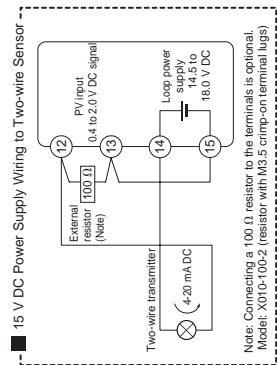 15 V DC Power Supply Wiring to Two-wire Sensor
PV input
0.4 to 2.0 V DC signal
Loop power
supply
14.5 to
18.0 V DC
12
13
14
15
100 Ω
External
resistor
(Note)
Two-wire transmitter
4-20 mA DC
Note: Connecting a 100 Ω resistor to the terminals is optional.
Model: X010-100-2 (resistor with M3.5 crimp-on terminal lugs)